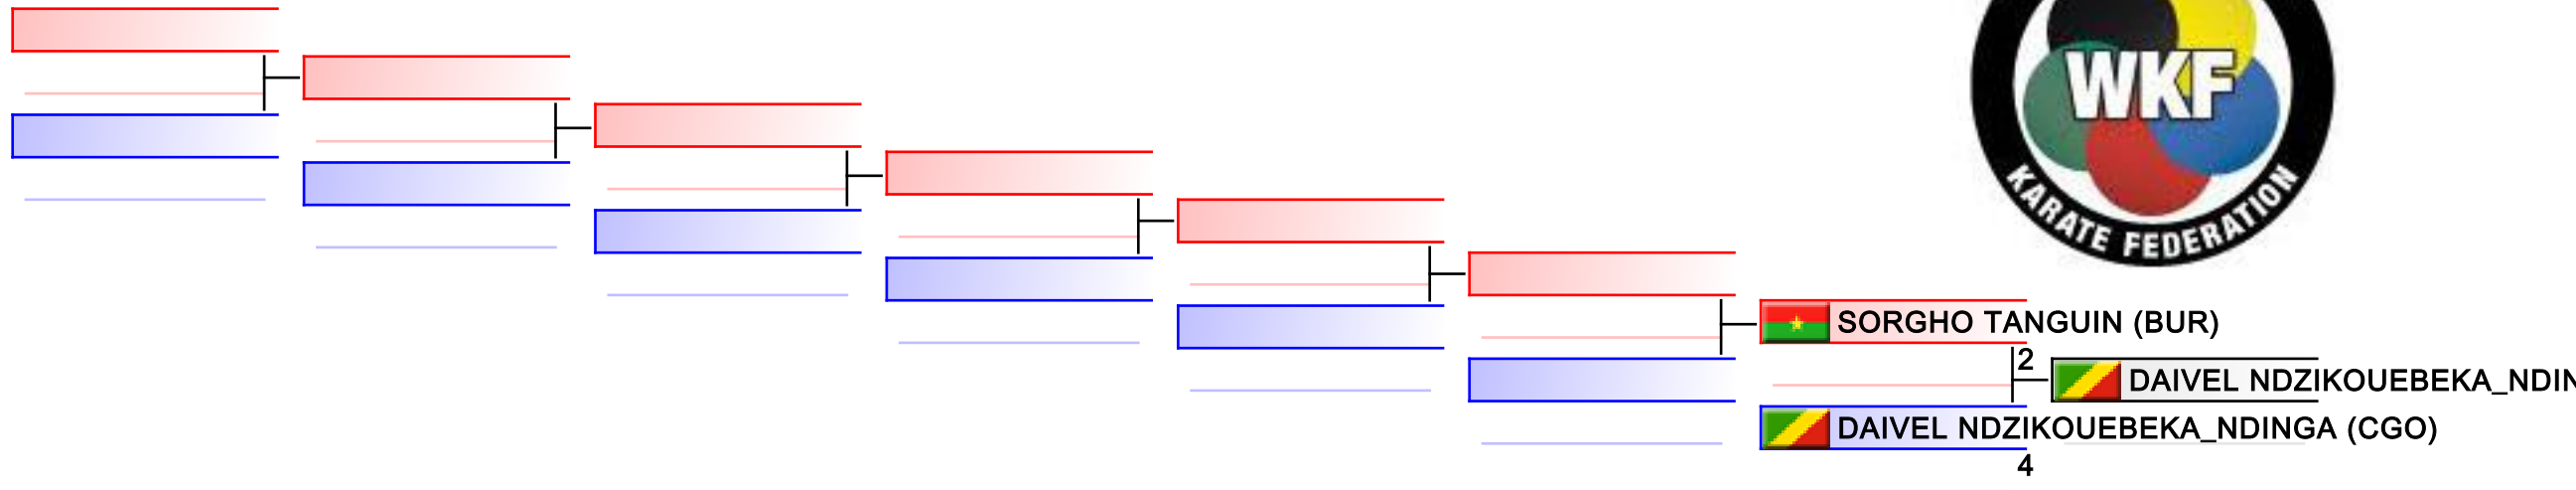 WKF
KARATE FEDERATION
SORGHO TANGUIN (BUR)
2
DAIVEL NDZIKOUEBEKA_NDIN
DAIVEL NDZIKOUEBEKA_NDINGA (CGO)
4